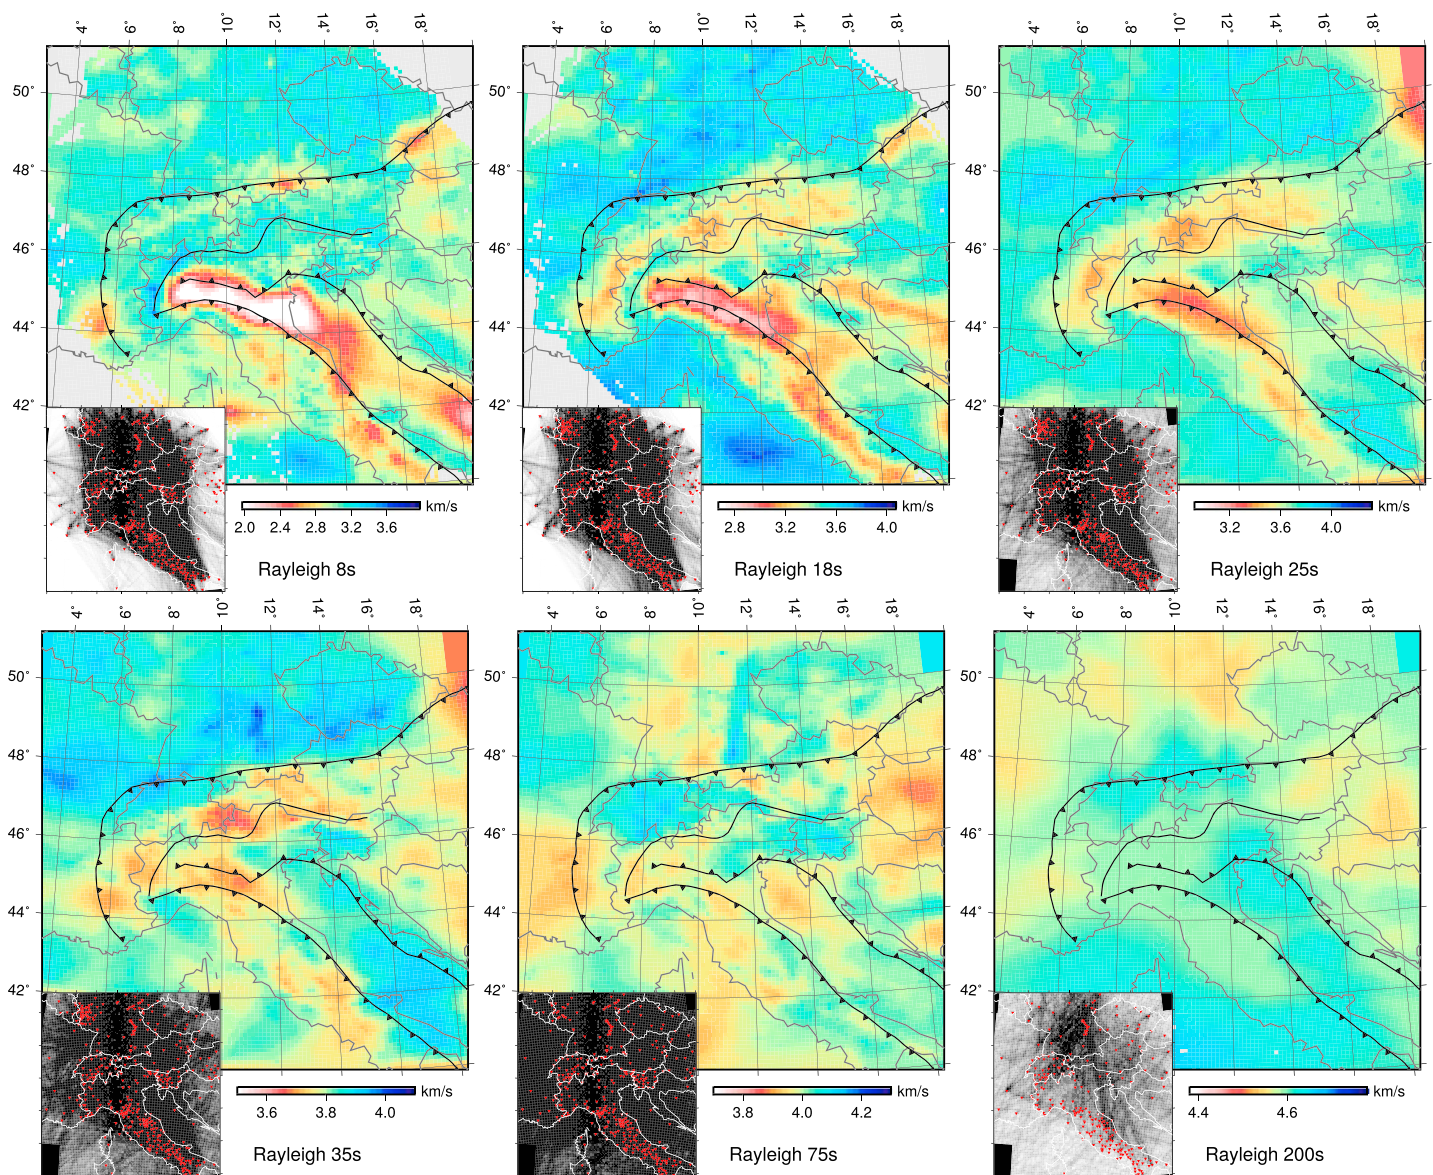 4° 6° 8° 10° 12° 14° 16° 18°
4° 6° 8° 10° 12° 14° 16° 18°
4° 6° 8° 10° 12° 14° 16° 18°
50° 50° 50°
48° 48° 48°
46° 46° 46°
44° 44° 44°
42° 42° 42°
km/s km/s km/s
2.0 2.4 2.8 3.2 3.6
2.8 3.2 3.6 4.0
3.2 3.6 4.0
Rayleigh 8s
Rayleigh 18s
Rayleigh 25s
4° 6° 8° 10° 12° 14° 16° 18°
4° 6° 8° 10° 12° 14° 16° 18°
4° 6° 8° 10° 12° 14° 16° 18°
50° 50° 50°
48° 48° 48°
46° 46° 46°
44° 44° 44°
42° 42° 42°
km/s km/s km/s
3.6 3.8 4.0
3.8 4.0 4.2
4.4 4.6
Rayleigh 35s
Rayleigh 75s
Rayleigh 200s